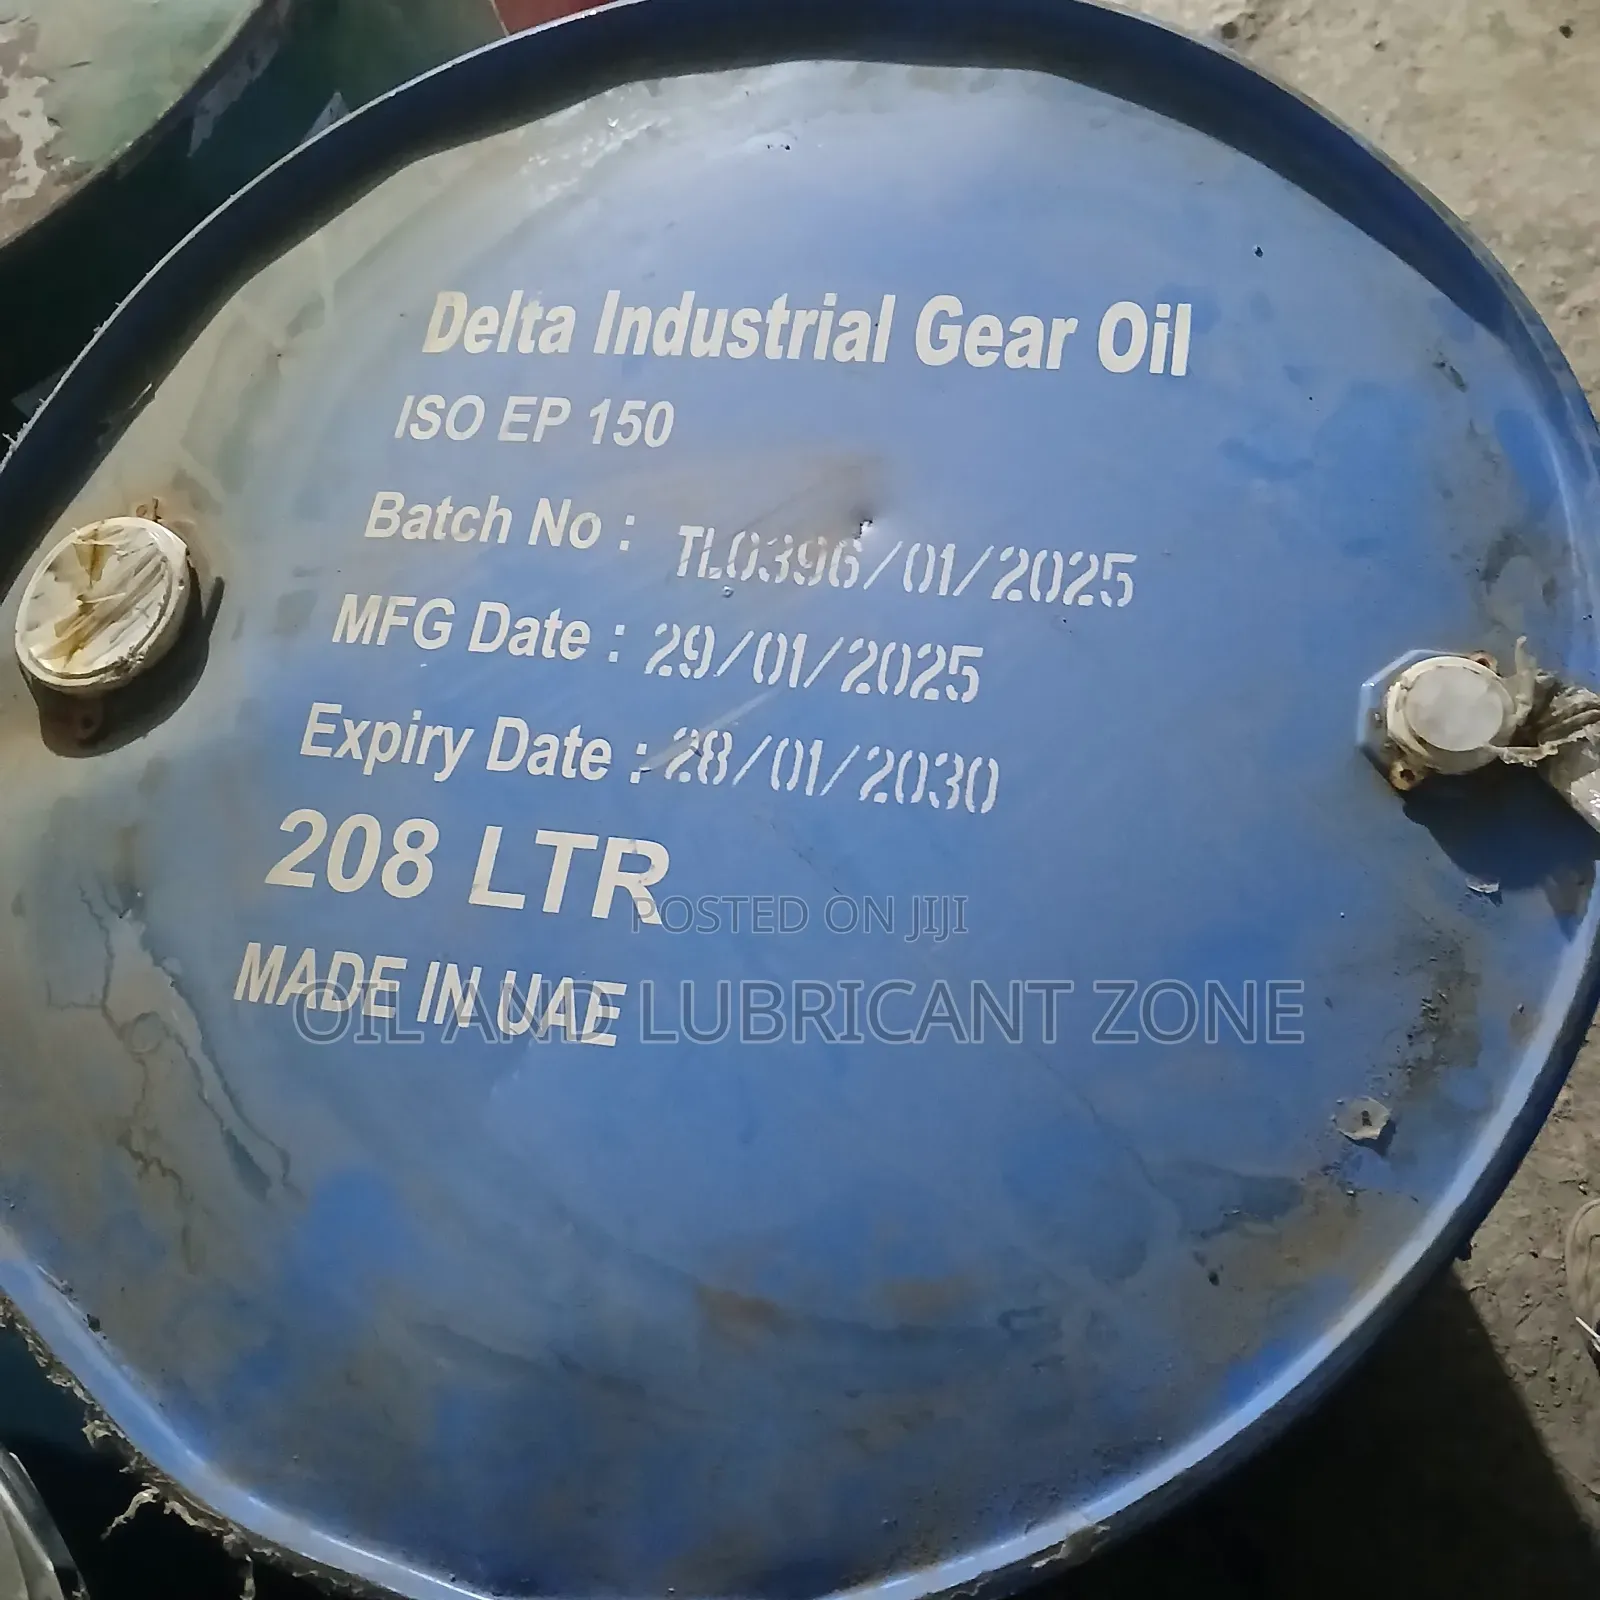 Delta Industrial Gear Oil
ISO EP 150
Batch No : TL0396/01/2025
MFG Date : 29/01/2025
Expiry Date : 28/01/2030
208 LTR
POSTED ON JIJI
MADE IN UAE
OIL AND LUBRICANT ZONE